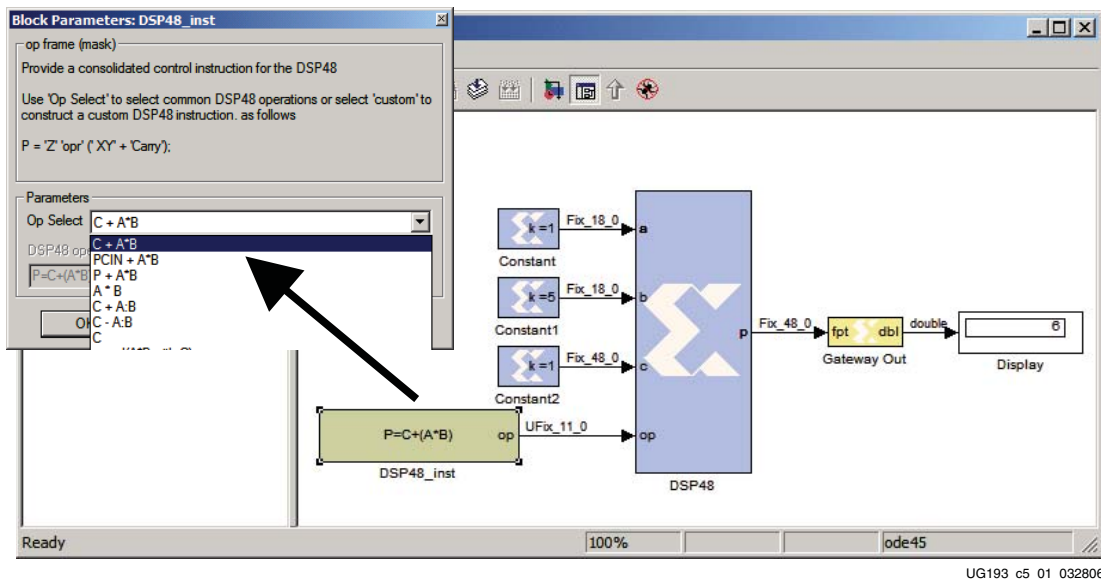 Block Parameters: DSP48_inst
op frame (mask)
Provide a consolidated control instruction for the DSP48
Use 'Op Select' to select common DSP48 operations or select 'custom' to
construct a custom DSP48 instruction. as follows
P = 'Z' 'opr' (' XY' + 'Carry');
Parameters
Op Select
C + A*B
C + A*B
PCIN + A*B
P + A*B
A * B
C + A:B
C - A:B
C
DSP48
P=C+(A*B)
k =1
Fix_18_0
a
Constant
k =5
Fix_18_0
b
Constant1
k =1
Fix_48_0
c
Constant2
P=C+(A*B)
op
UFix_11_0
op
DSP48_inst
p
DSP48
Fix_48_0
fpt
dbl
Gateway Out
double
6
Display
Ready
100%
ode45
UG193_c5_01_032806